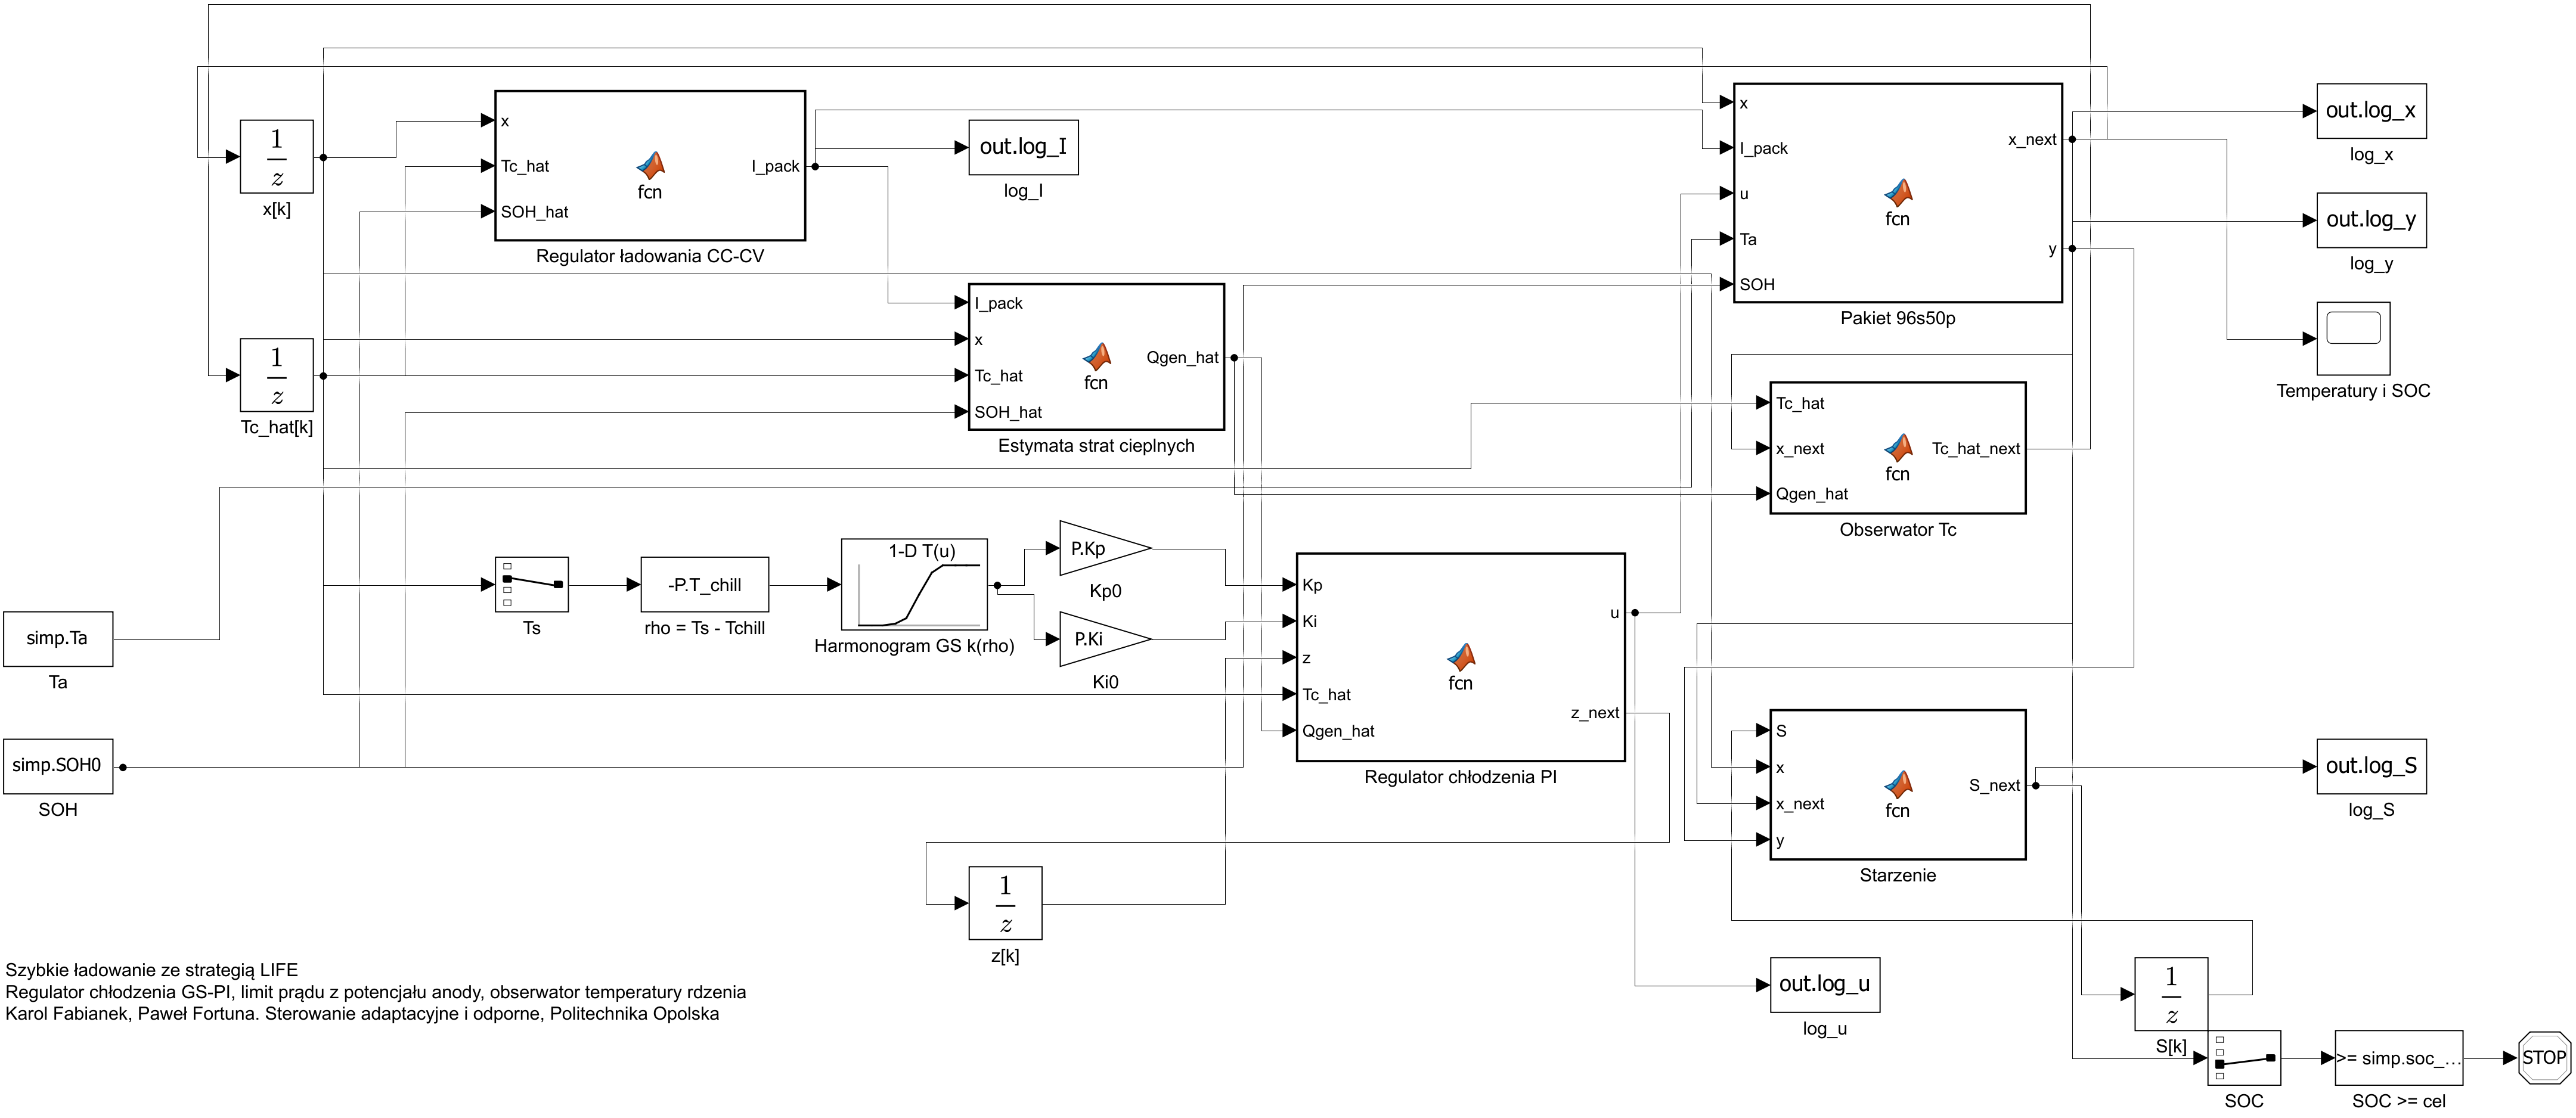 x
Tc_hat
SOH_hat
fcn
I_pack
Regulator ładowania CC-CV
1
z
x[k]
out.log_I
log_I
x
I_pack
u
Ta
SOH
fcn
x_next
y
Pakiet 96s50p
out.log_x
log_x
out.log_y
log_y
Temperatury i SOC
1
z
Tc_hat[k]
I_pack
x
Tc_hat
SOH_hat
fcn
Qgen_hat
Estymata strat cieplnych
Tc_hat
x_next
Qgen_hat
fcn
Tc_hat_next
Obserwator Tc
Ts
-P.T_chill
rho = Ts - Tchill
1-D T(u)
Harmonogram GS k(rho)
P.Kp
Kp0
P.Ki
Ki0
Kp
Ki
z
Tc_hat
Qgen_hat
fcn
u
z_next
Regulator chłodzenia PI
simp.Ta
Ta
simp.SOH0
SOH
S
x
x_next
y
fcn
S_next
Starzenie
out.log_S
log_S
1
z
z[k]
out.log_u
log_u
1
z
S[k]
SOC
>= simp.soc_...
SOC >= cel
STOP
Szybkie ładowanie ze strategią LIFE
Regulator chłodzenia GS-PI, limit prądu z potencjału anody, obserwator temperatury rdzenia
Karol Fabianek, Paweł Fortuna. Sterowanie adaptacyjne i odporne, Politechnika Opolska